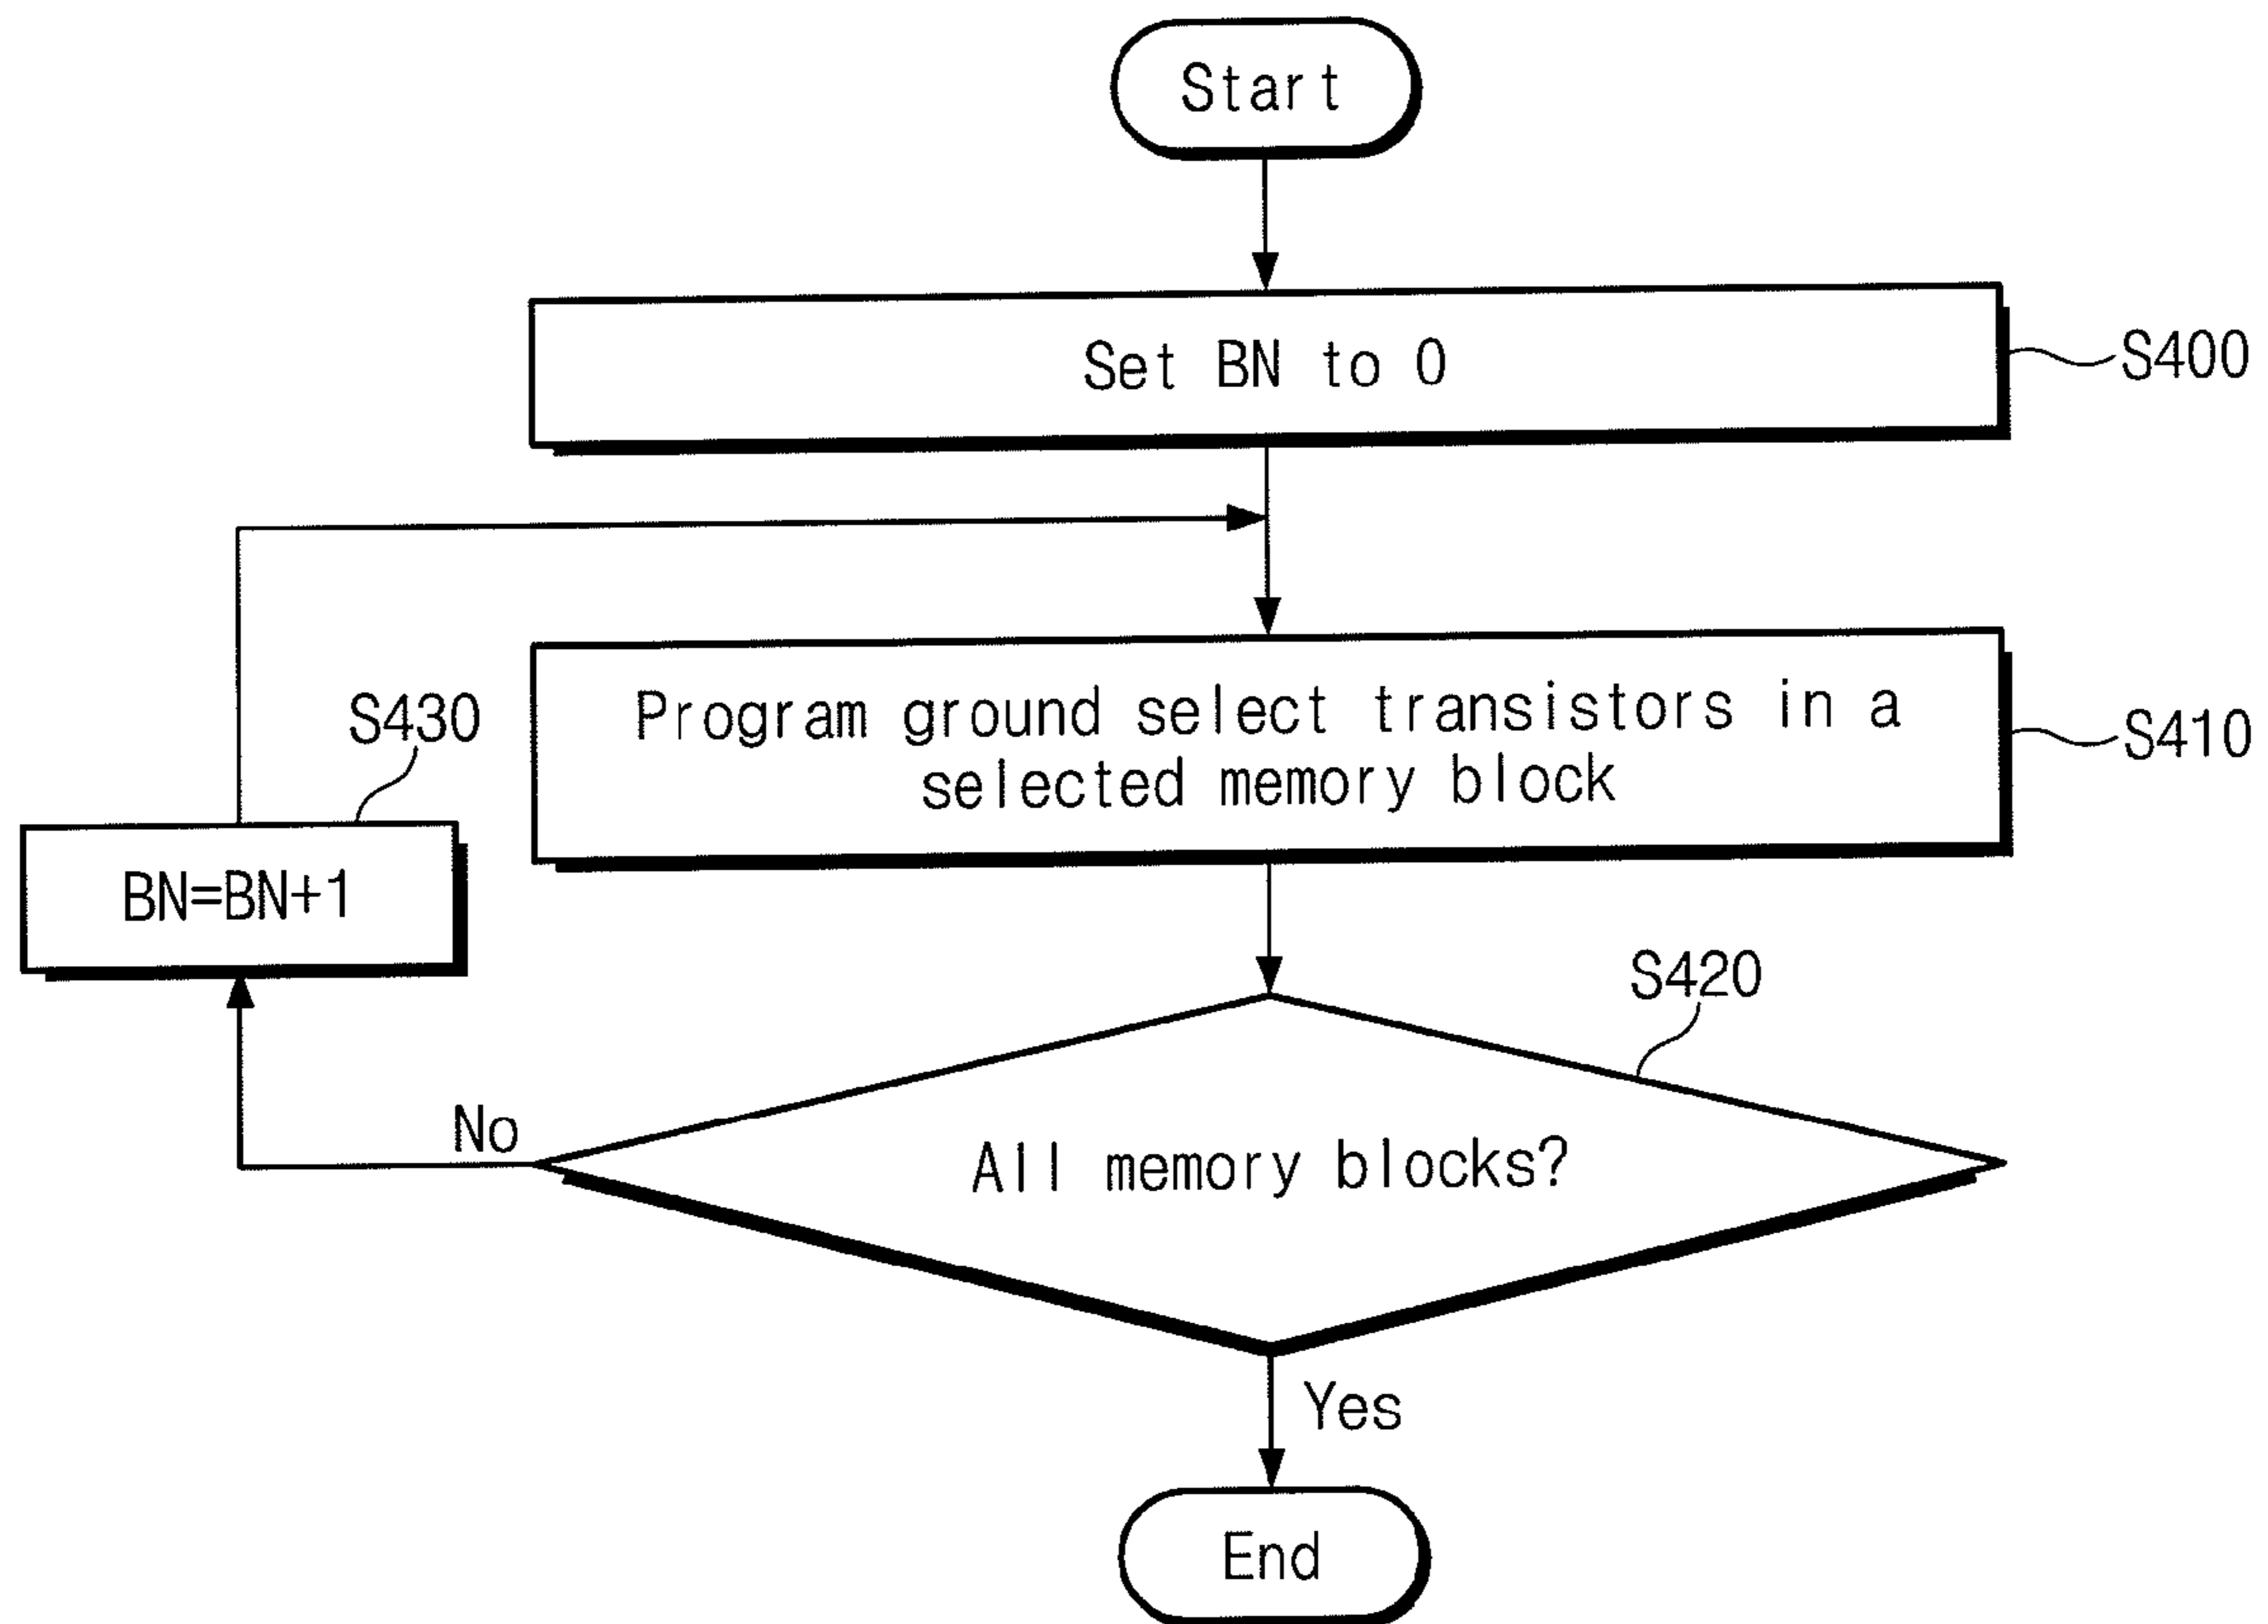 Start
Set BN to 0
S400
S430
Program ground select transistors in a
selected memory block
S410
BN=BN+1
S420
No
All memory blocks?
Yes
End